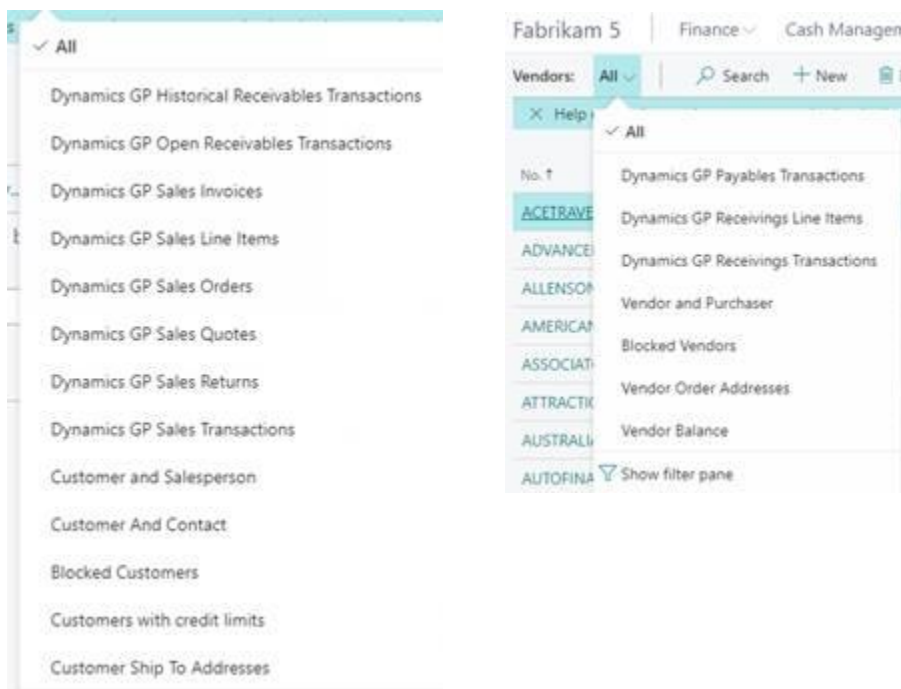 All
Dynamics GP Historical Receivables Transactions
Dynamics GP Open Receivables Transactions
Dynamics GP Sales Invoices
Dynamics GP Sales Line Items
Dynamics GP Sales Orders
Dynamics GP Sales Quotes
Dynamics GP Sales Returns
Dynamics GP Sales Transactions
Customer and Salesperson
Customer And Contact
Blocked Customers
Customers with credit limits
Customer Ship To Addresses
Fabrikam 5 Finance Cash Managem
Vendors: All Search + New
Help
All
No. ↑
Dynamics GP Payables Transactions
ACETRAVE
Dynamics GP Receivings Line Items
ADVANCE
Dynamics GP Receivings Transactions
ALLENSON
Vendor and Purchaser
AMERICAN
Blocked Vendors
ASSOCIAT
Vendor Order Addresses
ATTRACTIO
Vendor Balance
AUSTRALI
AUTOFINA
Show filter pane